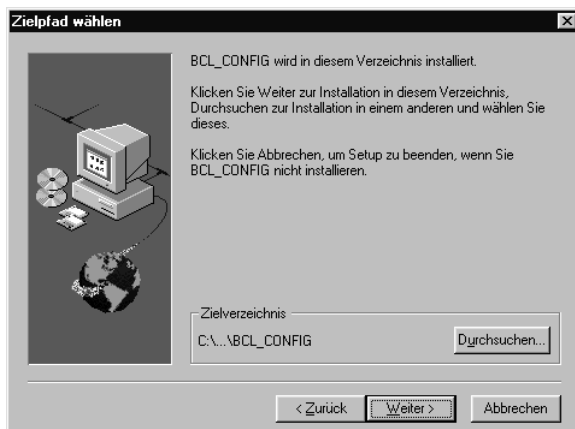 Zielpfad wählen
BCL_CONFIG wird in diesem Verzeichnis installiert.
Klicken Sie Weiter zur Installation in diesem Verzeichnis,
Durchsuchen zur Installation in einem anderen und wählen Sie
dieses.
Klicken Sie Abbrechen, um Setup zu beenden, wenn Sie
BCL_CONFIG nicht installieren.
Zielverzeichnis
C:\...\BCL_CONFIG
Durchsuchen...
< Zurück
Weiter >
Abbrechen